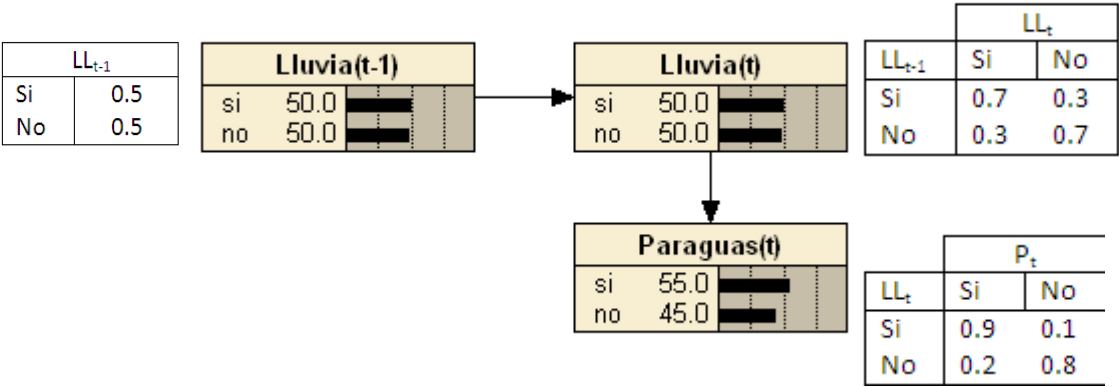 LLt-1
Si 0.5
No 0.5
Lluvia(t-1)
si 50.0
no 50.0
Lluvia(t)
si 50.0
no 50.0
LLt
LLt-1 Si No
Si 0.7 0.3
No 0.3 0.7
Paraguas(t)
si 55.0
no 45.0
Pt
LLt Si No
Si 0.9 0.1
No 0.2 0.8